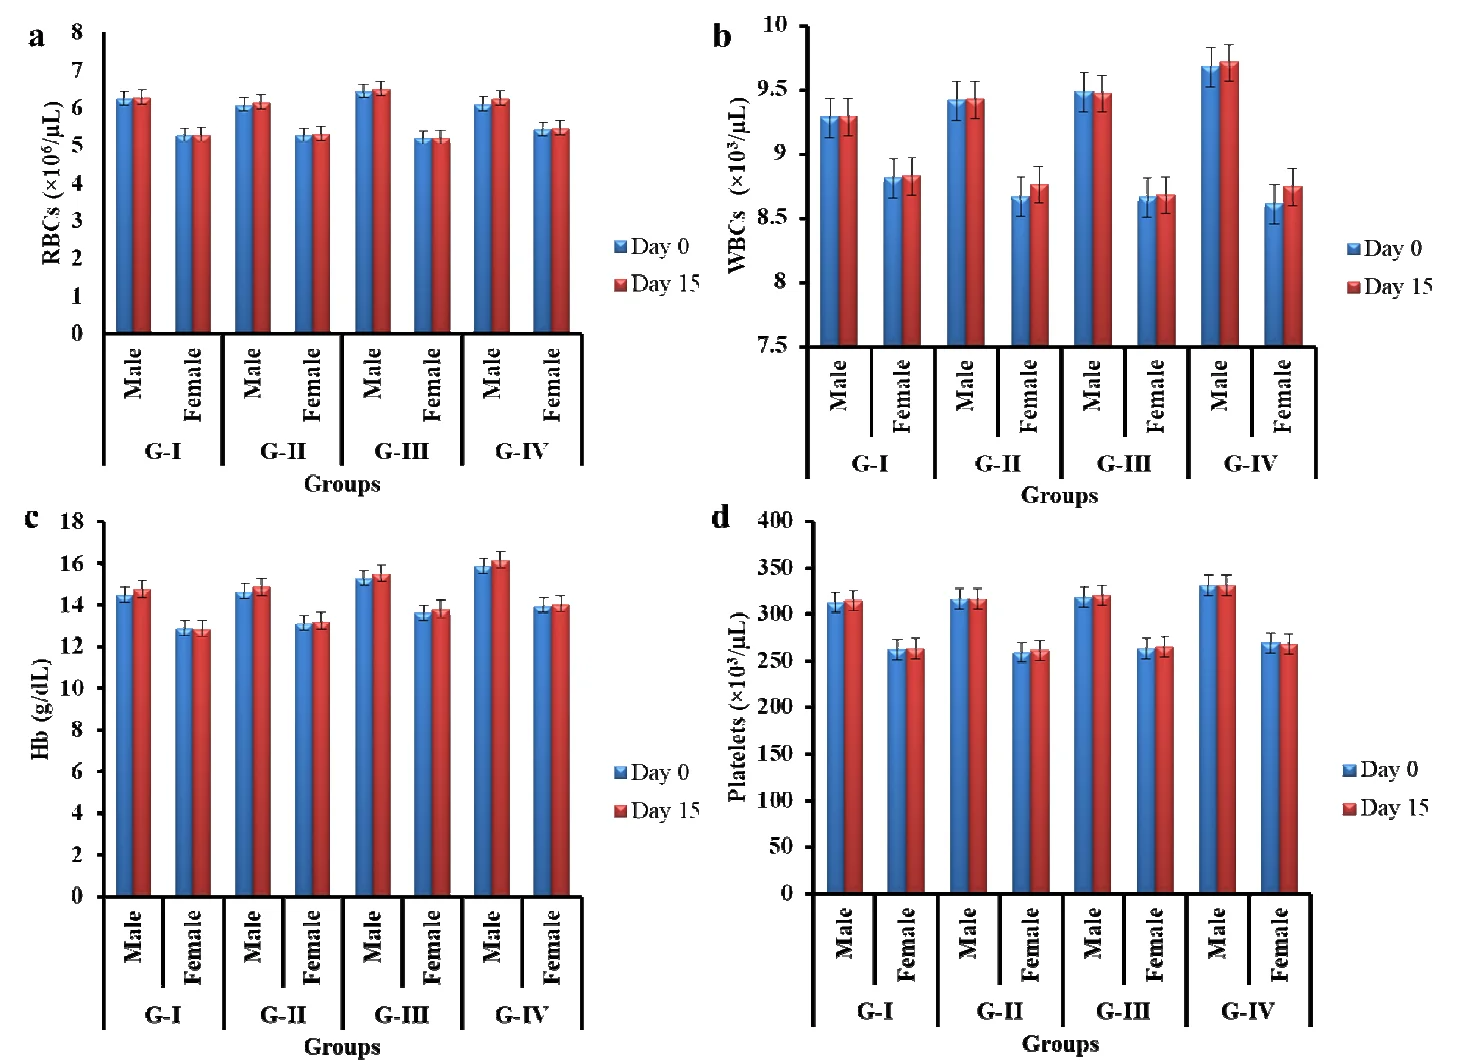 a
8
7
6
5
4
3
2
1
0
RBCs (×10⁶/µL)
Day 0
Day 15
Male Female Male Female Male Female Male Female
G-I G-II G-III G-IV
Groups
b
10
9.5
9
8.5
8
7.5
WBCs (×10³/µL)
Day 0
Day 15
Male Female Male Female Male Female Male Female
G-I G-II G-III G-IV
Groups
c
18
16
14
12
10
8
6
4
2
0
Hb (g/dL)
Day 0
Day 15
Male Female Male Female Male Female Male Female
G-I G-II G-III G-IV
Groups
d
400
350
300
250
200
150
100
50
0
Platelets (×10³/µL)
Day 0
Day 15
Male Female Male Female Male Female Male Female
G-I G-II G-III G-IV
Groups